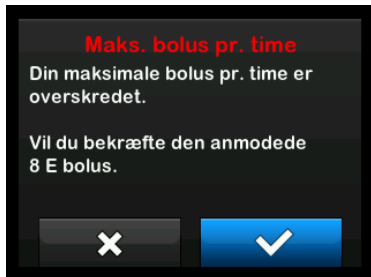 Maks. bolus pr. time
Din maksimale bolus pr. time er
overskredet.
Vil du bekræfte den anmodede
8 E bolus.